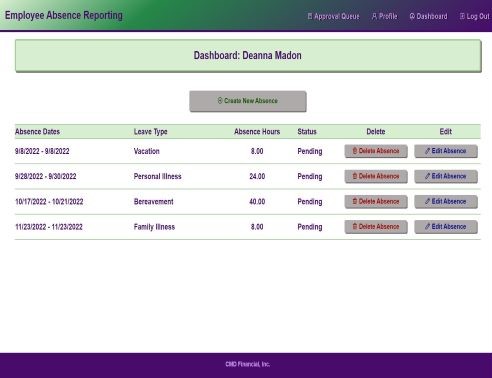 Employee Absence Reporting
Approval Queue Profile Dashboard Log Out
Dashboard: Deanna Madon
Create New Absence
Absence Dates Leave Type Absence Hours Status Delete Edit
9/8/2022 - 9/8/2022 Vacation 8.00 Pending Delete Absence Edit Absence
9/28/2022 - 9/30/2022 Personal Illness 24.00 Pending Delete Absence Edit Absence
10/17/2022 - 10/21/2022 Bereavement 40.00 Pending Delete Absence Edit Absence
11/23/2022 - 11/23/2022 Family Illness 8.00 Pending Delete Absence Edit Absence
CMD Financial, Inc.